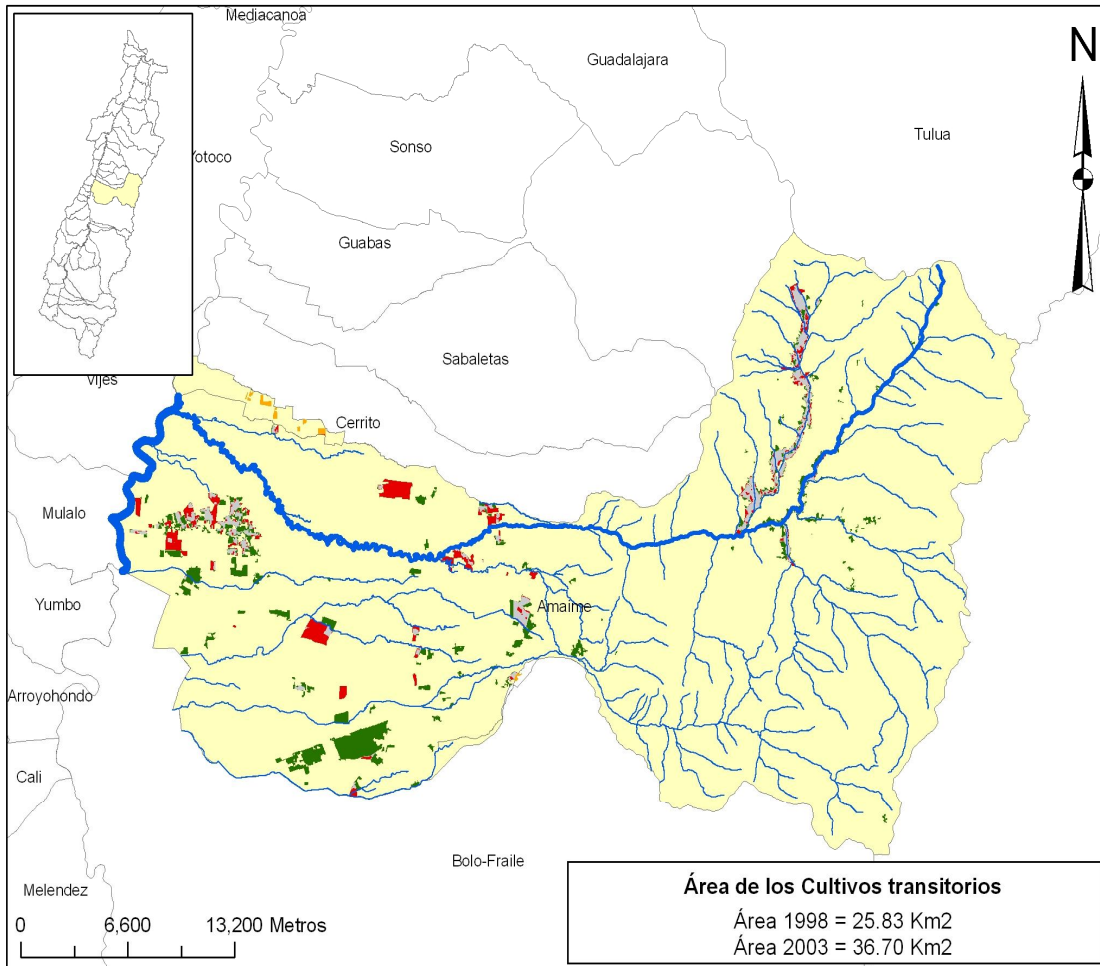 Mediacanoa
Guadalajara
N
Tulua
Sonso
Yotoco
Guabas
Sabaletas
Vijes
Cerrito
Mulalo
Yumbo
Amaime
Arroyohondo
Cali
Bolo-Fraile
Melendez
0 6,600 13,200 Metros
Área de los Cultivos transitorios
Área 1998 = 25.83 Km2
Área 2003 = 36.70 Km2